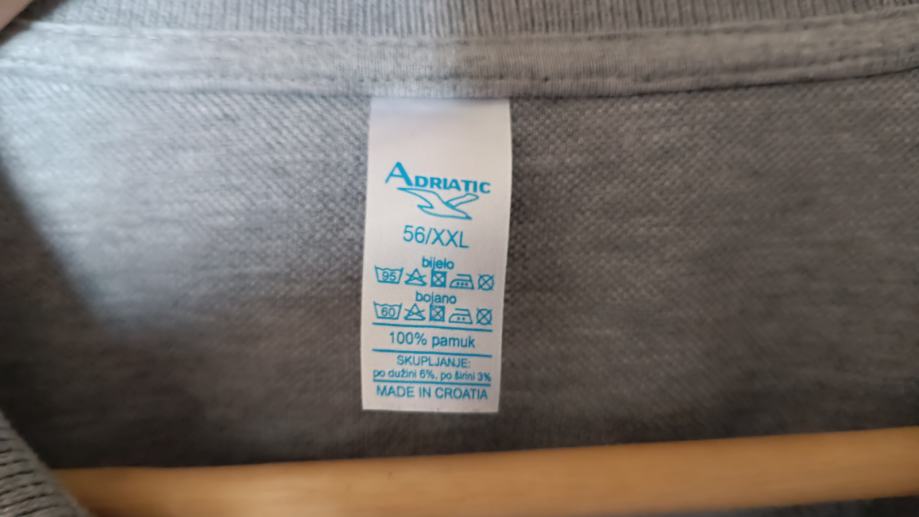 ADRIATIC
56/XXL
bijelo
95
bojano
60
100% pamuk
SKUPLJANJE:
po dužini 6%, po širini 3%
MADE IN CROATIA